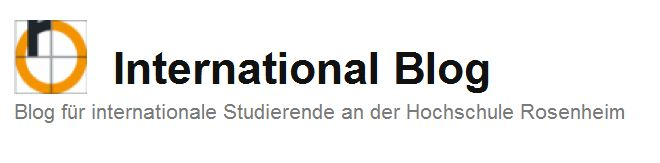 International Blog
Blog für internationale Studierende an der Hochschule Rosenheim